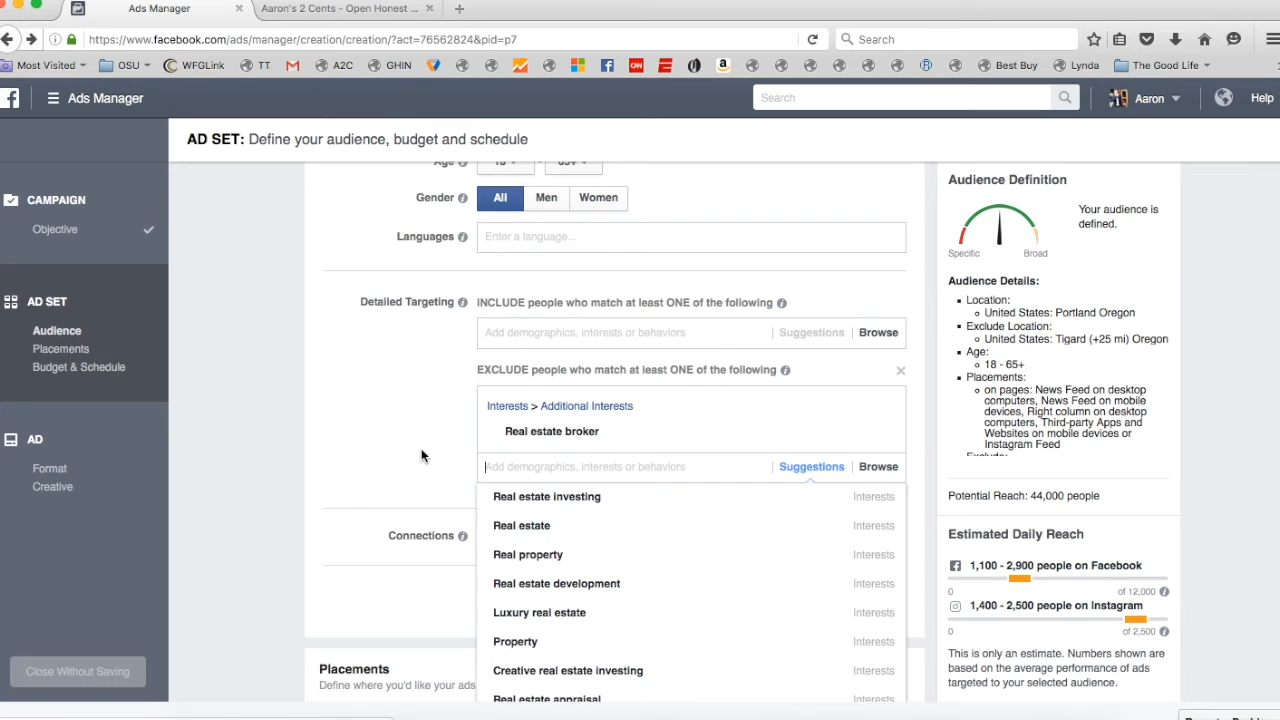 Ads Manager
Aaron's 2 Cents - Open Honest ...
https://www.facebook.com/ads/manager/creation/creation/?act=76562824&pid=p7
Search
Most Visited
OSU
WFGLink
TT
A2C
GHIN
Best Buy
Lynda
The Good Life
Ads Manager
Search
Aaron
Help
AD SET: Define your audience, budget and schedule
CAMPAIGN
Objective
AD SET
Audience
Placements
Budget & Schedule
AD
Format
Creative
Close Without Saving
Age
18
65+
Gender
All
Men
Women
Languages
Enter a language...
Detailed Targeting
INCLUDE people who match at least ONE of the following
Add demographics, interests or behaviors
Suggestions
Browse
EXCLUDE people who match at least ONE of the following
Interests > Additional Interests
Real estate broker
Add demographics, interests or behaviors
Suggestions
Browse
Real estate investing Interests
Real estate Interests
Real property Interests
Real estate development Interests
Luxury real estate Interests
Property Interests
Creative real estate investing Interests
Real estate appraisal Interests
Connections
Placements
Define where you'd like your ads
Audience Definition
Your audience is
defined.
Specific
Broad
Audience Details:
Location:
United States: Portland Oregon
Exclude Location:
United States: Tigard (+25 mi) Oregon
Age:
18 - 65+
Placements:
on pages: News Feed on desktop
computers, News Feed on mobile
devices, Right column on desktop
computers, Third-party Apps and
Websites on mobile devices or
Instagram Feed
Exclude:
Potential Reach: 44,000 people
Estimated Daily Reach
1,100 - 2,900 people on Facebook
0
of 12,000
1,400 - 2,500 people on Instagram
0
of 2,500
This is only an estimate. Numbers shown are
based on the average performance of ads
targeted to your selected audience.